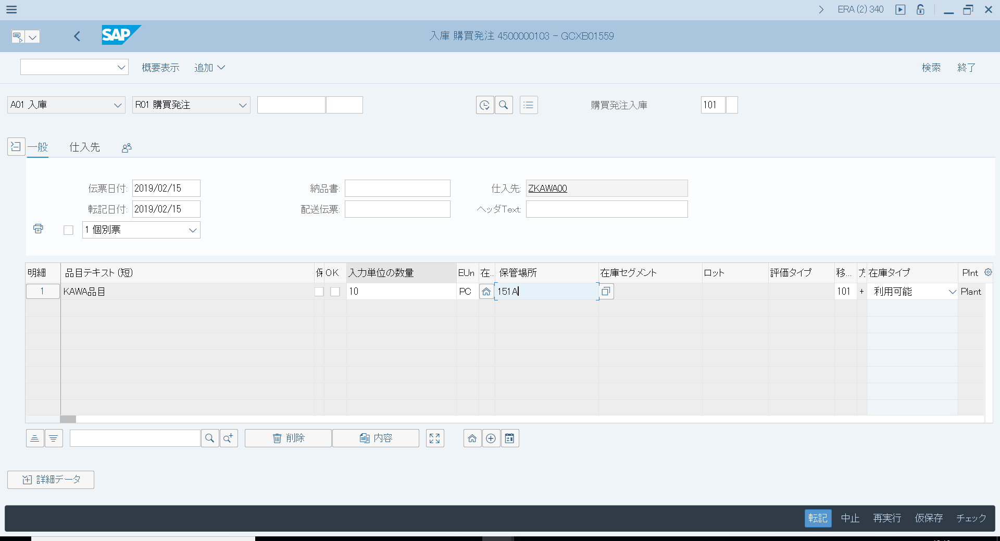 ERA (2) 340
SAP
入庫 購買発注 4500000103 - GCXB01559
概要表示 追加
検索 終了
A01 入庫 R01 購買発注 購買発注入庫 101
一般 仕入先
伝票日付: 2019/02/15 納品書: 仕入先: ZKAWA00
転記日付: 2019/02/15 配送伝票: ヘッダText:
1 個別票
明細 品目テキスト (短) OK 入力単位の数量 EUn 在.. 保管場所 在庫セグメント ロット 評価タイプ 移... 在庫タイプ Plnt
1 KAWA品目 10 PC 151A 101 + 利用可能 Plant
削除 内容
詳細データ
転記 中止 再実行 仮保存 チェック